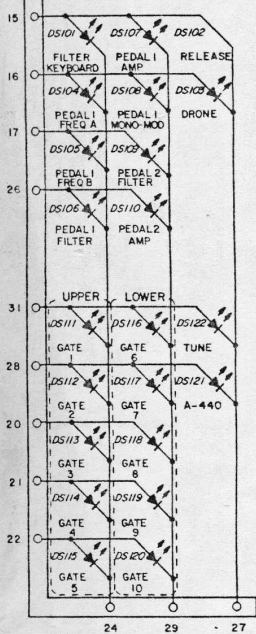 15 DS101 DS107 DS102
FILTER PEDAL 1 RELEASE
KEYBOARD AMP
16 DS104 DS108 DS103
PEDAL 1 PEDAL 1 DRONE
FREQ A MONO-MOD
17 DS105 DS109
PEDAL 1 PEDAL 2
FREQ B FILTER
26 DS106 DS110
PEDAL 1 PEDAL 2
FILTER AMP
UPPER LOWER
31 DS111 DS116 DS122
GATE GATE TUNE
1 6
28 DS112 DS117 DS121
GATE GATE A-440
2 7
20 DS113 DS118
GATE GATE
3 8
21 DS114 DS119
GATE GATE
4 9
22 DS115 DS120
GATE GATE
5 10
24 29 27